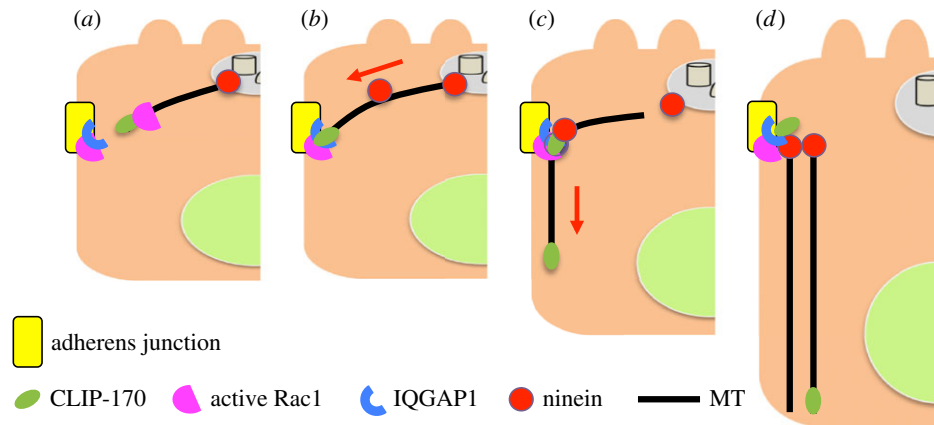 (a) (b) (c) (d)
adherens junction
CLIP-170 active Rac1 IQGAP1 ninein MT